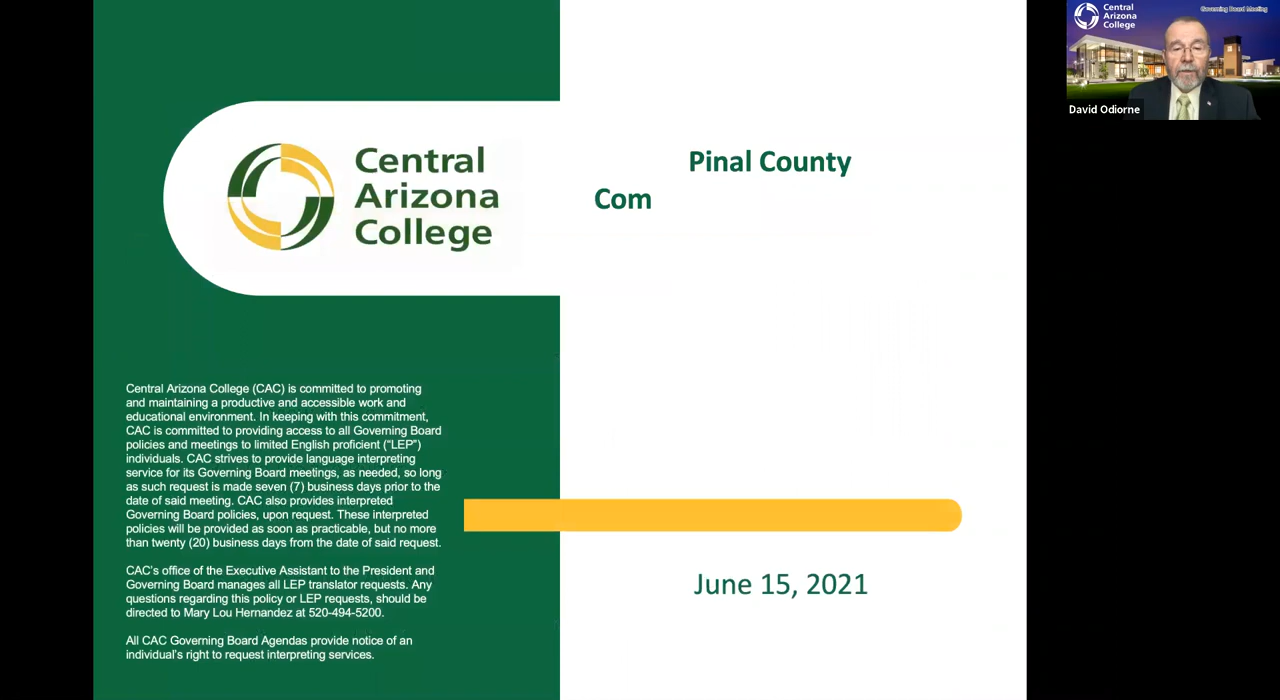 Central
Arizona
College
Pinal County
Com
Central Arizona College (CAC) is committed to promoting
and maintaining a productive and accessible work and
educational environment. In keeping with this commitment,
CAC is committed to providing access to all Governing Board
policies and meetings to limited English proficient (“LEP”)
individuals. CAC strives to provide language interpreting
service for its Governing Board meetings, as needed, so long
as such request is made seven (7) business days prior to the
date of said meeting. CAC also provides interpreted
Governing Board policies, upon request. These interpreted
policies will be provided as soon as practicable, but no more
than twenty (20) business days from the date of said request.
CAC’s office of the Executive Assistant to the President and
Governing Board manages all LEP translator requests. Any
questions regarding this policy or LEP requests, should be
directed to Mary Lou Hernandez at 520-494-5200.
All CAC Governing Board Agendas provide notice of an
individual’s right to request interpreting services.
June 15, 2021
Central
Arizona
College
Governing Board Meeting
David Odiorne